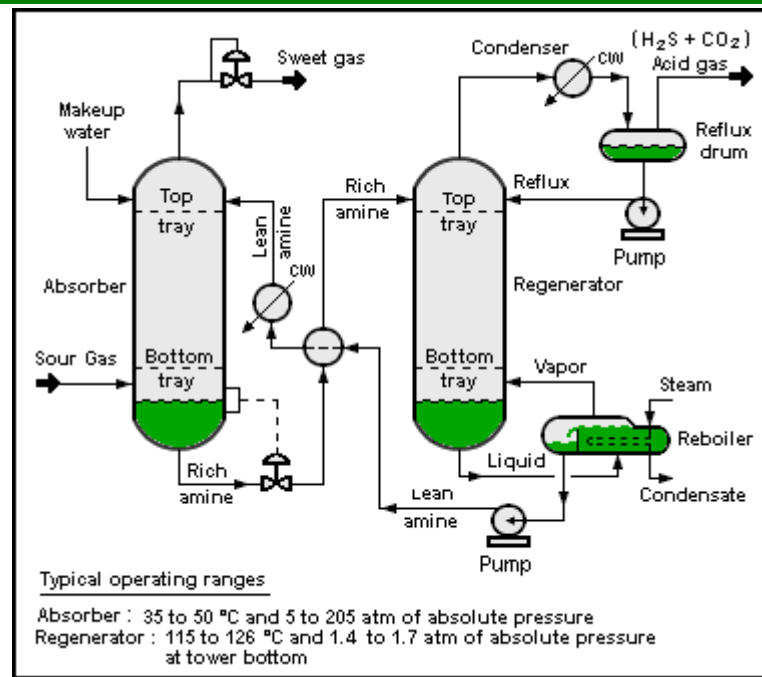 Sweet gas
Condenser
CW
(H₂S + CO₂)
Acid gas
Makeup
water
Reflux
drum
Top
tray
Lean
amine
Rich
amine
Reflux
Top
tray
Pump
Absorber
CW
Regenerator
Sour Gas
Bottom
tray
Bottom
tray
Vapor
Steam
Reboiler
Rich
amine
Liquid
Condensate
Lean
amine
Pump
Typical operating ranges
Absorber : 35 to 50 °C and 5 to 205 atm of absolute pressure
Regenerator : 115 to 126 °C and 1.4 to 1.7 atm of absolute pressure
at tower bottom